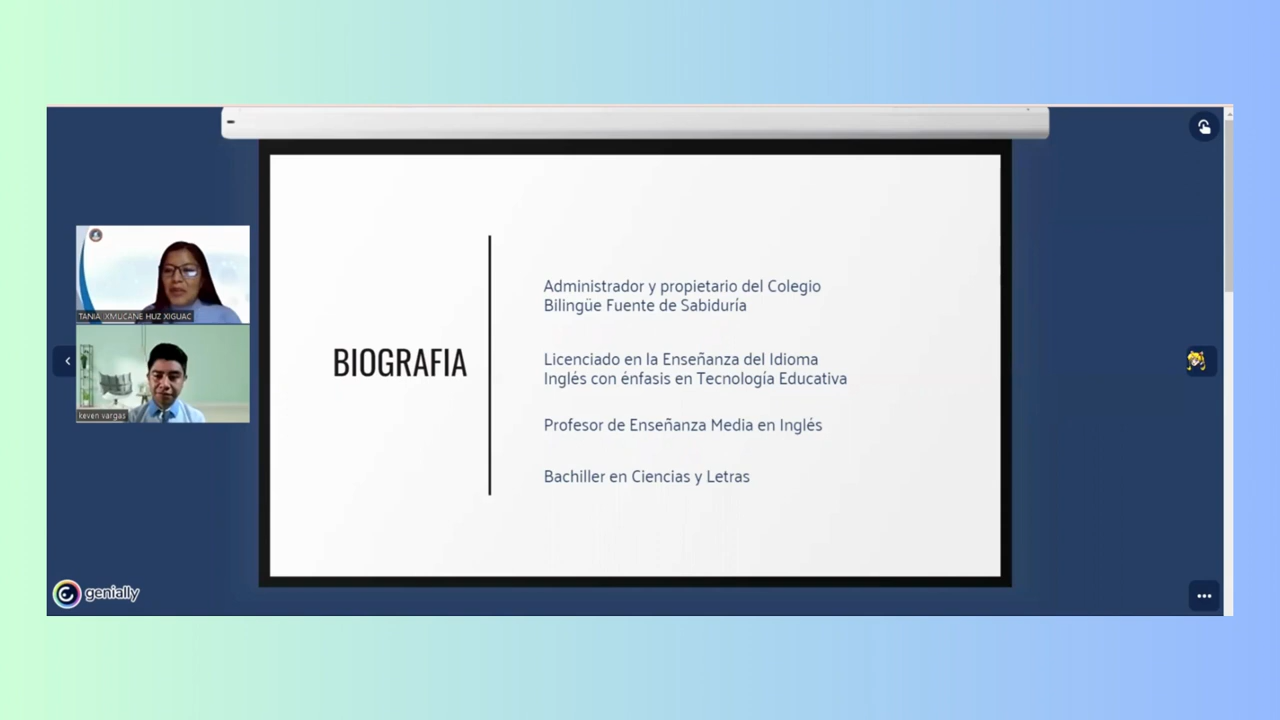 TANIA IXMUCANE HUZ XIGUAC
keven vargas
BIOGRAFIA
Administrador y propietario del Colegio
Bilingüe Fuente de Sabiduría
Licenciado en la Enseñanza del Idioma
Inglés con énfasis en Tecnología Educativa
Profesor de Enseñanza Media en Inglés
Bachiller en Ciencias y Letras
genially